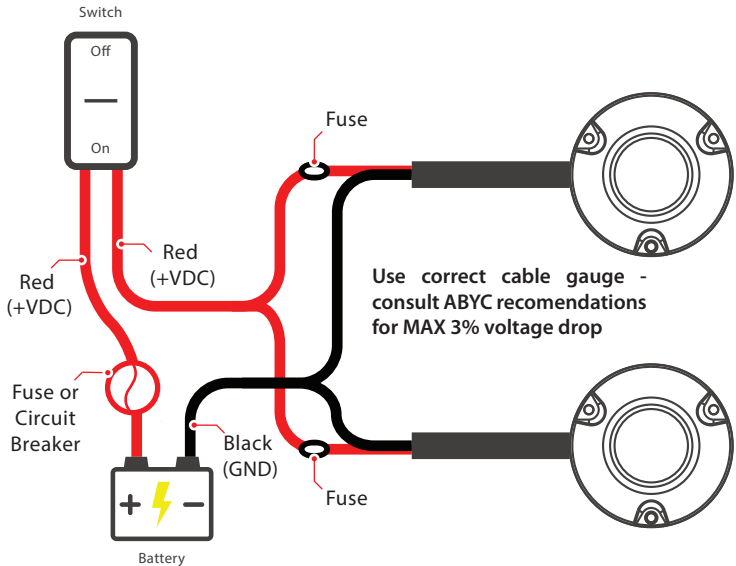 Switch
Off
On
Fuse
Red
(+VDC)
Red
(+VDC)
Use correct cable gauge -
consult ABYC recomendations
for MAX 3% voltage drop
Fuse or
Circuit
Breaker
Black
(GND)
Fuse
+ −
Battery